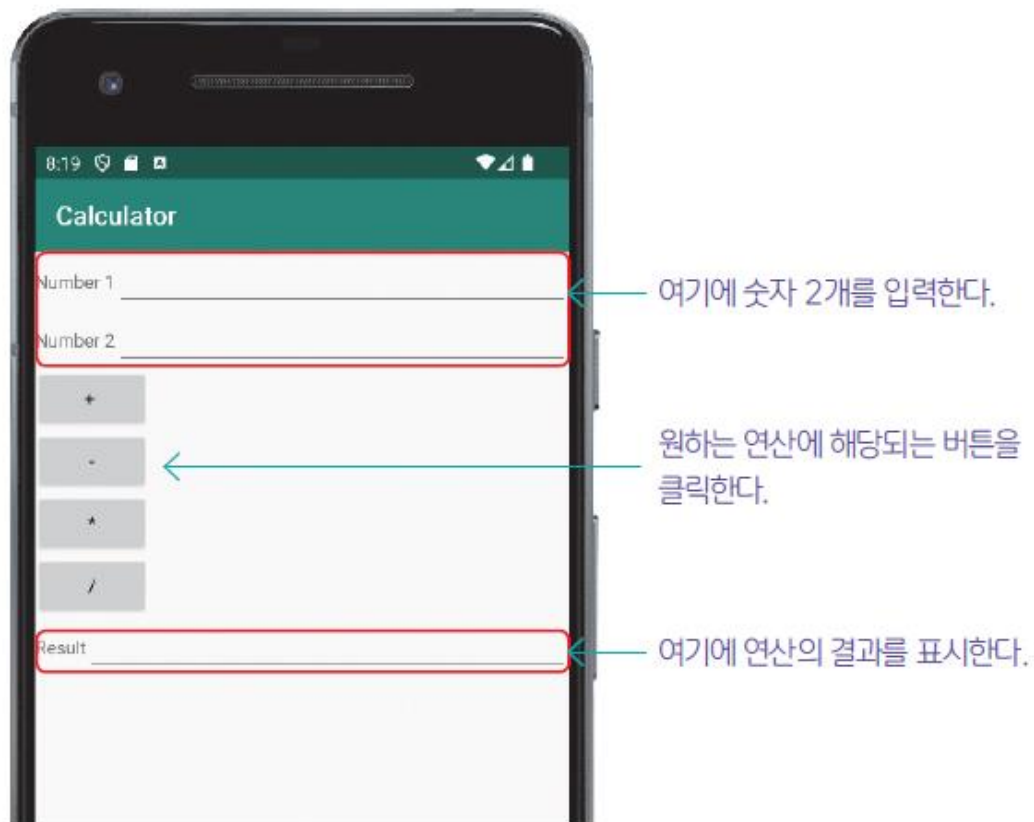 8:19
Calculator
Number 1
여기에 숫자 2개를 입력한다.
Number 2
+
-
원하는 연산에 해당되는 버튼을
클릭한다.
*
/
Result
여기에 연산의 결과를 표시한다.